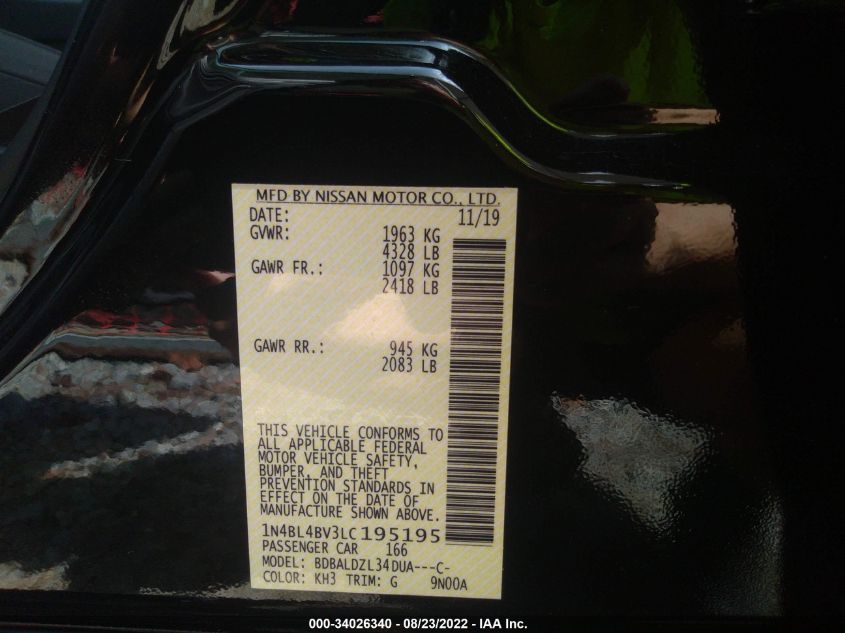 MFD BY NISSAN MOTOR CO., LTD.
DATE: 11/19
GVWR: 1963 KG
4328 LB
GAWR FR.: 1097 KG
2418 LB
GAWR RR.: 945 KG
2083 LB
THIS VEHICLE CONFORMS TO
ALL APPLICABLE FEDERAL
MOTOR VEHICLE SAFETY,
BUMPER, AND THEFT
PREVENTION STANDARDS IN
EFFECT ON THE DATE OF
MANUFACTURE SHOWN ABOVE.
1N4BL4BV3LC195195
PASSENGER CAR 166
MODEL: BDBALDZL34DUA---C-
COLOR: KH3 TRIM: G 9N00A
000-34026340 - 08/23/2022 - IAA Inc.